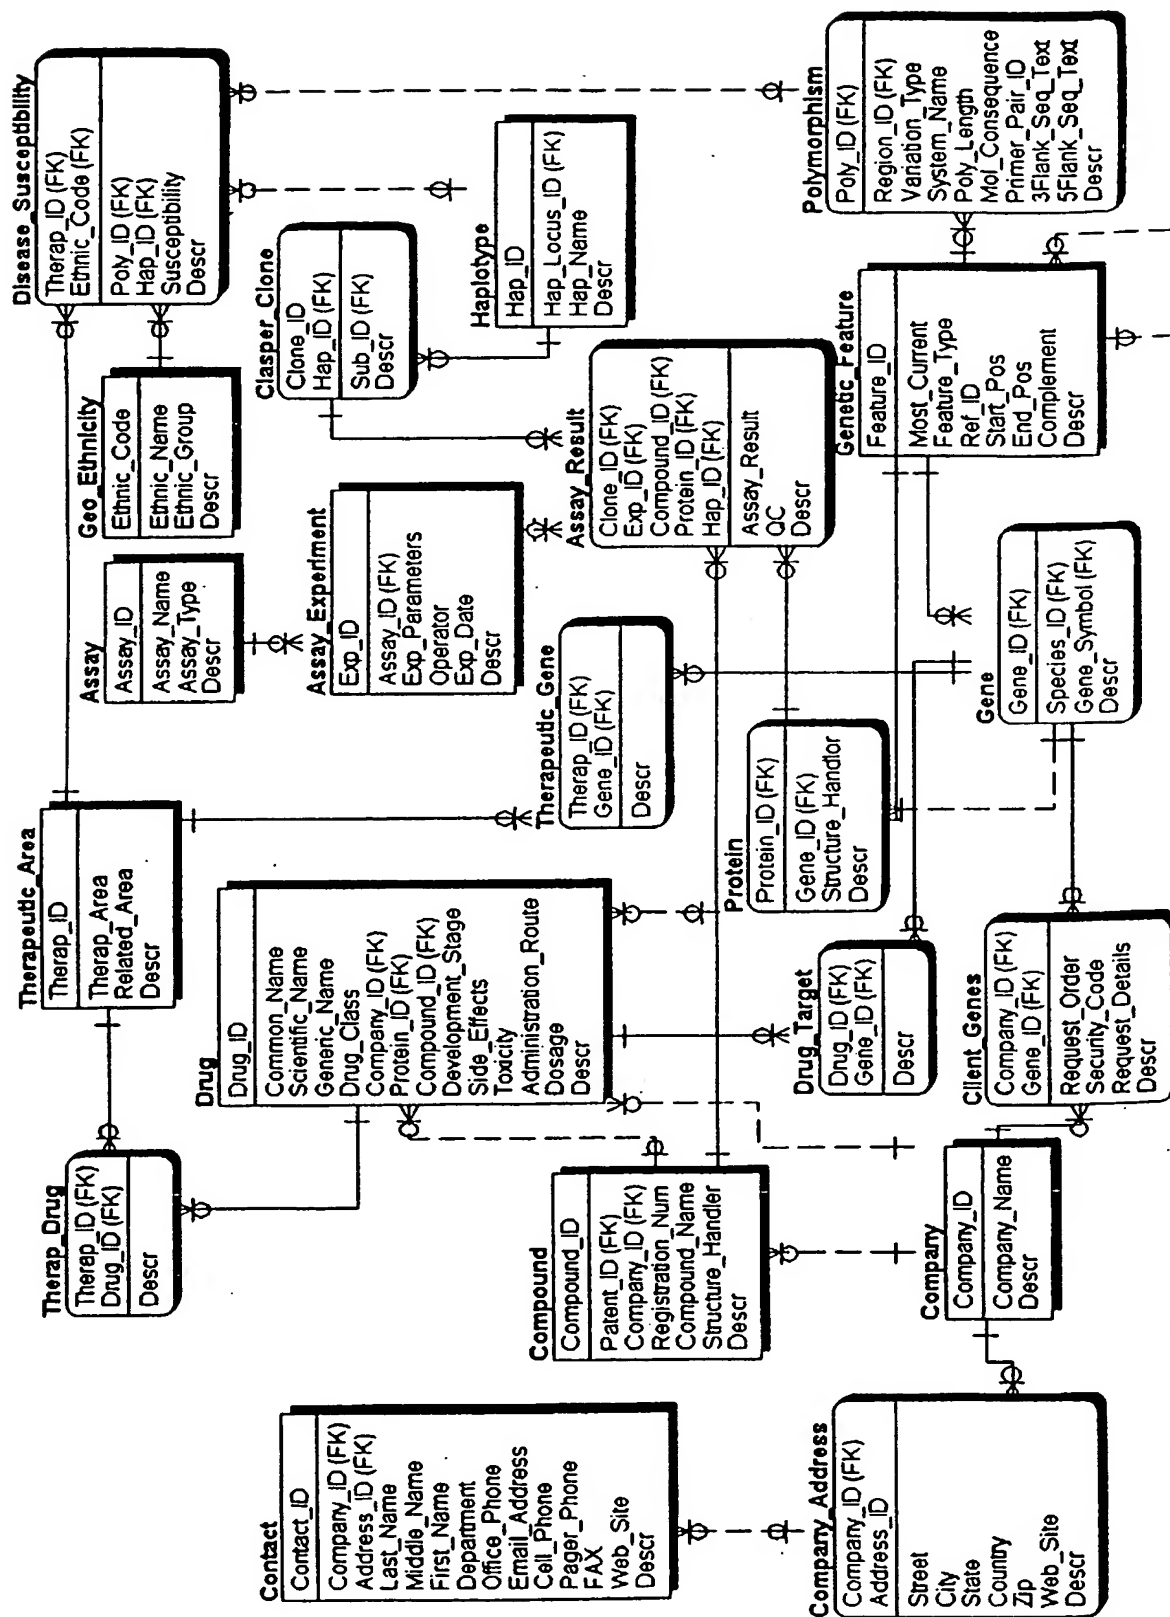 Contact
Contact_ID
Company_ID (FK)
Address_ID (FK)
Last_Name
Middle_Name
First_Name
Department
Office_Phone
Email_Address
Cell_Phone
Pager_Phone
FAX
Web_Site
Descr
Company_Address
Company_ID (FK)
Address_ID
Street
City
State
Country
Zip
Web_Site
Descr
Therap_Drug
Therap_ID (FK)
Drug_ID (FK)
Descr
Compound
Compound_ID
Patent_ID (FK)
Company_ID (FK)
Registration_Num
Compound_Name
Structure_Handler
Descr
Company
Company_ID
Company_Name
Descr
Therapeutic_Area
Therap_ID
Therap_Area
Related_Area
Descr
Drug
Drug_ID
Common_Name
Scientific_Name
Generic_Name
Drug_Class
Company_ID (FK)
Protein_ID (FK)
Compound_ID (FK)
Development_Stage
Side_Effects
Toxicity
Administration_Route
Dosage
Descr
Drug_Target
Drug_ID (FK)
Gene_ID (FK)
Descr
Client_Genes
Company_ID (FK)
Gene_ID (FK)
Request_Order
Security_Code
Request_Details
Descr
Assay
Assay_ID
Assay_Name
Assay_Type
Descr
Assay_Experiment
Exp_ID
Assay_ID (FK)
Exp_Parameters
Operator
Exp_Date
Descr
Therapeutic_Gene
Therap_ID (FK)
Gene_ID (FK)
Descr
Protein
Protein_ID (FK)
Gene_ID (FK)
Structure_Handlor
Descr
Gene
Gene_ID (FK)
Species_ID (FK)
Gene_Symbol (FK)
Descr
Geo_Ethnicity
Ethnic_Code
Ethnic_Name
Ethnic_Group
Descr
Disease_Susceptibility
Therap_ID (FK)
Ethnic_Code (FK)
Poly_ID (FK)
Hap_ID (FK)
Susceptibility
Descr
Clasper_Clone
Clone_ID
Hap_ID (FK)
Sub_ID (FK)
Descr
Haplotype
Hap_ID
Hap_Locus_ID (FK)
Hap_Name
Descr
Assay_Result
Clone_ID (FK)
Exp_ID (FK)
Compound_ID (FK)
Protein_ID (FK)
Hap_ID (FK)
Assay_Result
QC
Descr
Genetic_Feature
Feature_ID
Most_Current
Feature_Type
Ref_ID
Start_Pos
End_Pos
Complement
Descr
Polymorphism
Poly_ID (FK)
Region_ID (FK)
Variation_Type
System_Name
Poly_Length
Mol_Consequence
Primer_Pair_ID
3Flank_Seq_Text
5Flank_Seq_Text
Descr